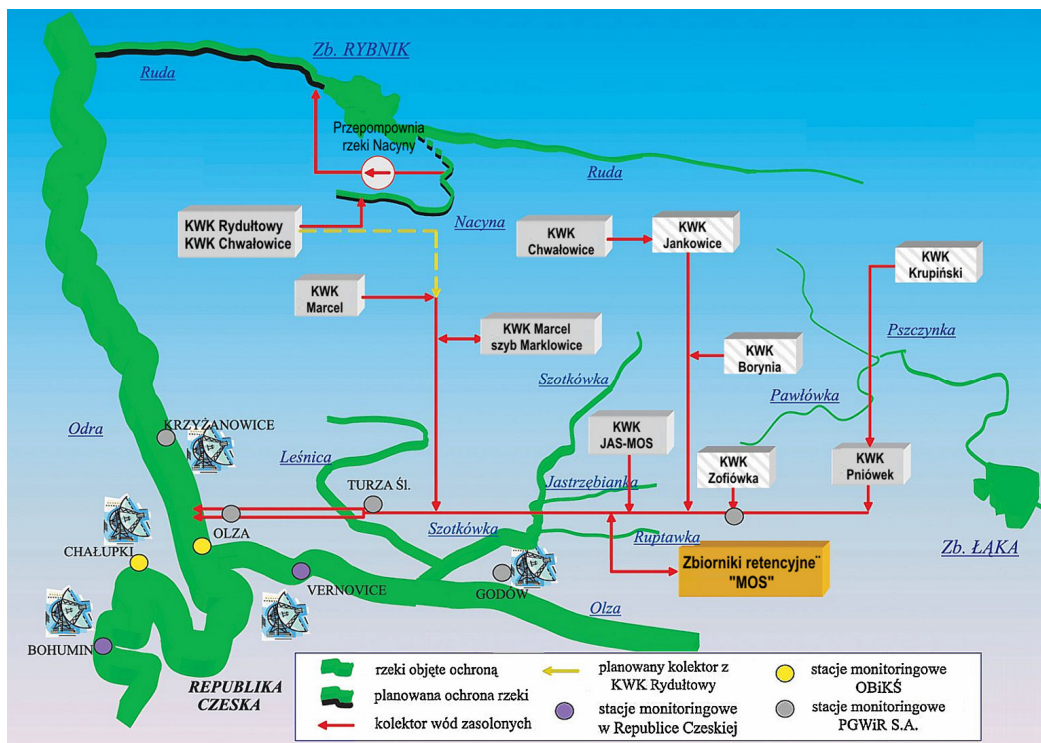 Zb. RYBNIK
Ruda
Przepompownia
rzeki Nacyny
Ruda
KWK Rydułtowy
KWK Chwałowice
Nacyna
KWK
Chwałowice
KWK
Jankowice
KWK
Krupiński
KWK
Marcel
KWK Marcel
szyb Marklowice
Pszczynka
KWK
Borynia
Szotkówka
Pawłówka
Odra
KRZYŻANOWICE
KWK
JAS-MOS
Leśnica
KWK
Zofiówka
KWK
Pniówek
TURZA ŚL.
Jastrzębianka
OLZA
Szotkówka
Ruptawka
Zb. ŁĄKA
CHAŁUPKI
Zbiorniki retencyjne¨
"MOS"
VERNOVICE
GODÓW
Olza
BOHUMIN
REPUBLIKA
CZESKA
rzeki objęte ochroną
planowana ochrona rzeki
kolektor wód zasolonych
planowany kolektor z
KWK Rydułtowy
stacje monitoringowe
w Republice Czeskiej
stacje monitoringowe
OBiKŚ
stacje monitoringowe
PGWiR S.A.